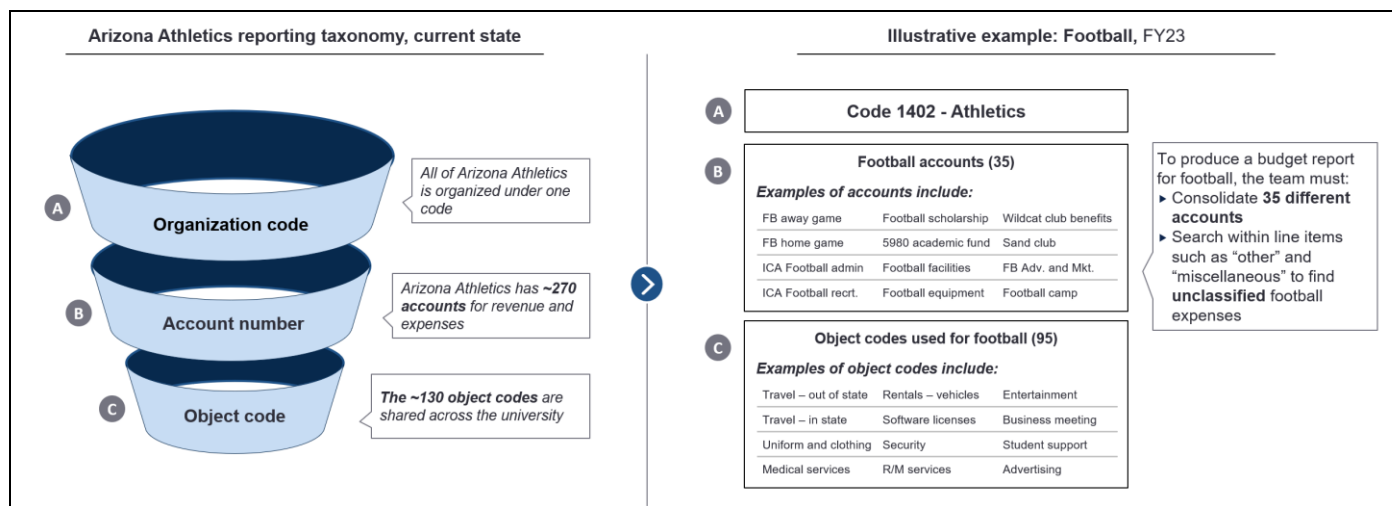 Arizona Athletics reporting taxonomy, current state
A
Organization code
All of Arizona Athletics
is organized under one
code
B
Account number
Arizona Athletics has ~270
accounts for revenue and
expenses
C
Object code
The ~130 object codes are
shared across the university
Illustrative example: Football, FY23
A
Code 1402 - Athletics
B
Football accounts (35)
Examples of accounts include:
FB away game Football scholarship Wildcat club benefits
FB home game 5980 academic fund Sand club
ICA Football admin Football facilities FB Adv. and Mkt.
ICA Football recrt. Football equipment Football camp
C
Object codes used for football (95)
Examples of object codes include:
Travel – out of state Rentals – vehicles Entertainment
Travel – in state Software licenses Business meeting
Uniform and clothing Security Student support
Medical services R/M services Advertising
To produce a budget report
for football, the team must:
Consolidate 35 different
accounts
Search within line items
such as “other” and
“miscellaneous” to find
unclassified football
expenses